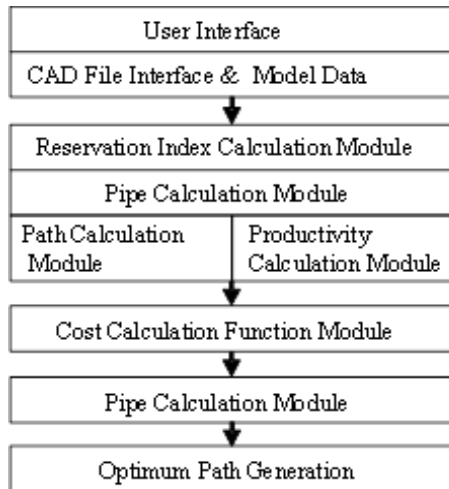 User Interface
CAD File Interface & Model Data
Reservation Index Calculation Module
Pipe Calculation Module
Path Calculation
Module
Productivity
Calculation Module
Cost Calculation Function Module
Pipe Calculation Module
Optimum Path Generation